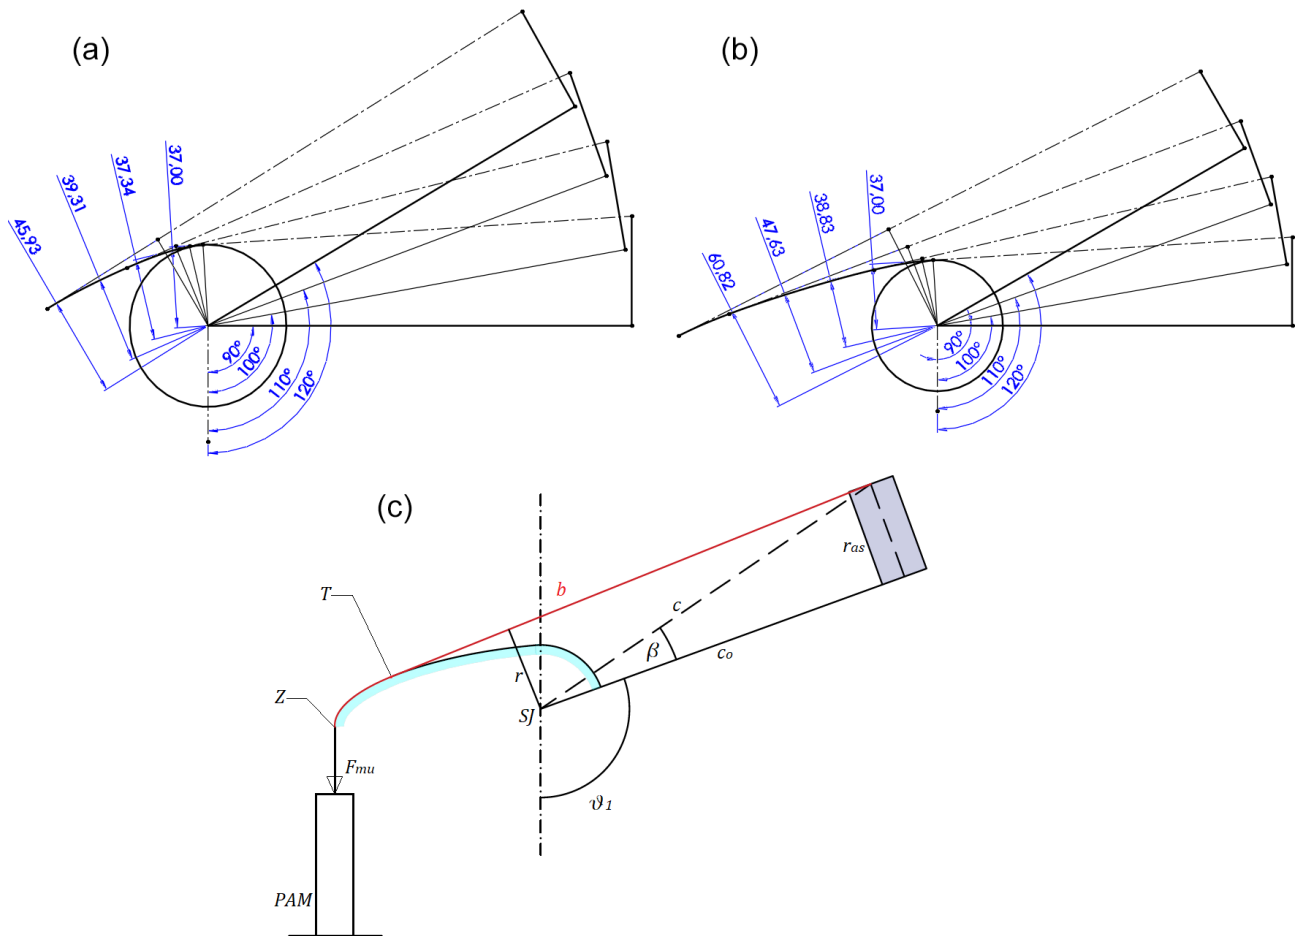 (a)
45,93
39,31
37,34
37,00
90°
100°
110°
120°
(b)
60,82
47,63
38,83
37,00
90°
100°
110°
120°
(c)
T
b
c
r
β
c₀
ras
Z
SJ
Fmu
ϑ1
PAM